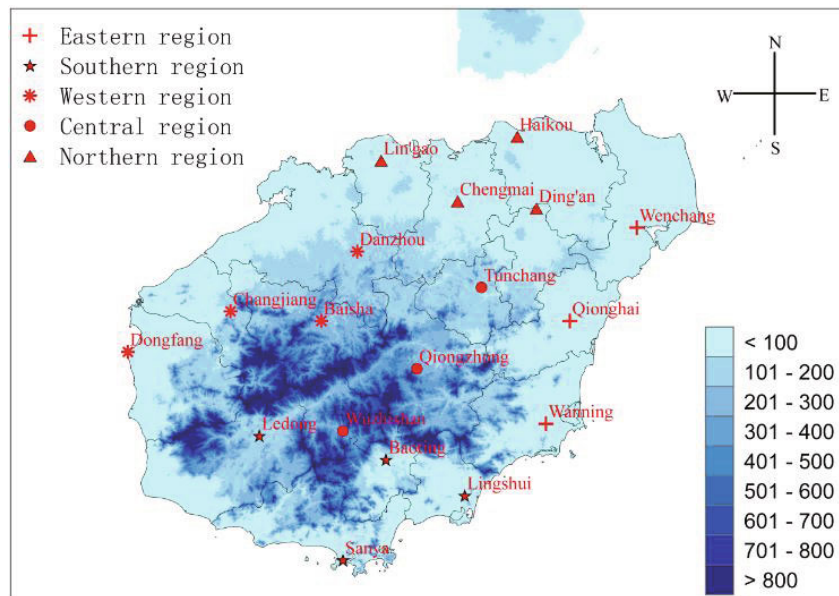 Eastern region
Southern region
Western region
Central region
Northern region
N
W E
S
Haikou
Lin'gao
Chengmai
Ding'an
Wenchang
Danzhou
Tunchang
Changjiang
Baisha
Qionghai
Dongfang
Qiongzhong
Ledong
Wuzhishan
Wanning
Baoting
Lingshui
Sanya
< 100
101 - 200
201 - 300
301 - 400
401 - 500
501 - 600
601 - 700
701 - 800
> 800